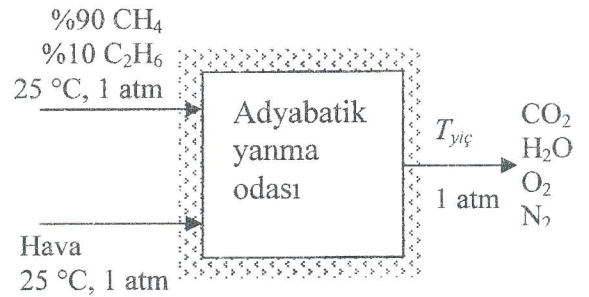 %90 CH₄
%10 C₂H₆
25 °C, 1 atm
Hava
25 °C, 1 atm
Adyabatik
yanma
odası
Tyiç
1 atm
CO₂
H₂O
O₂
N₂